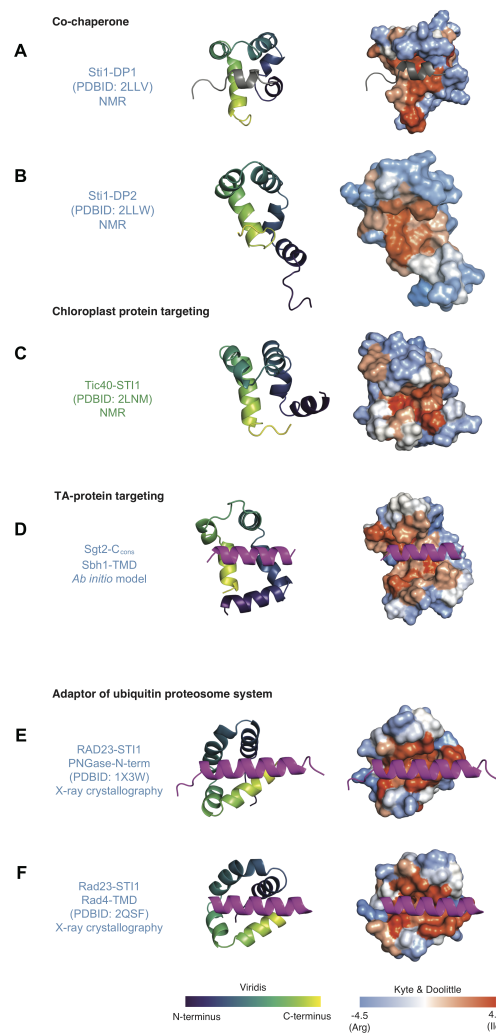 Co-chaperone
A
Sti1-DP1
(PDBID: 2LLV)
NMR
B
Sti1-DP2
(PDBID: 2LLW)
NMR
Chloroplast protein targeting
C
Tic40-STI1
(PDBID: 2LNM)
NMR
TA-protein targeting
D
Sgt2-Ccons
Sbh1-TMD
Ab initio model
Adaptor of ubiquitin proteosome system
E
RAD23-STI1
PNGase-N-term
(PDBID: 1X3W)
X-ray crystallography
F
Rad23-STI1
Rad4-TMD
(PDBID: 2QSF)
X-ray crystallography
Viridis
N-terminus C-terminus
Kyte & Doolittle
-4.5 4.
(Arg) (Il